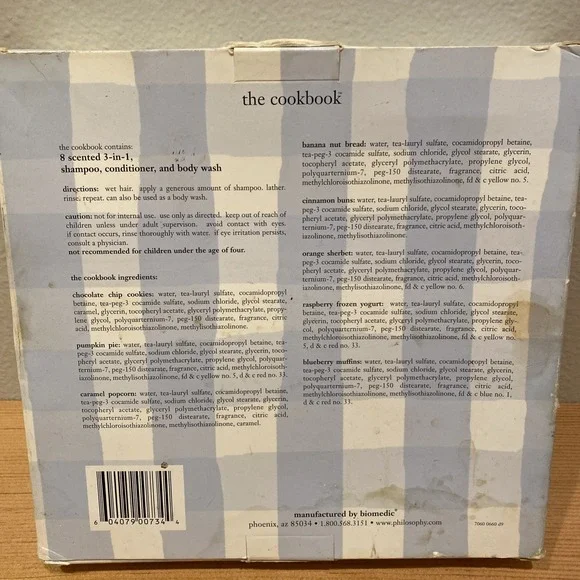 the cookbook™
the cookbook contains:
8 scented 3-in-1,
shampoo, conditioner, and body wash
directions: wet hair. apply a generous amount of shampoo. lather.
rinse. repeat. can also be used as a body wash.
caution: not for internal use. use only as directed. keep out of reach of
children unless under adult supervison. avoid contact with eyes.
if contact occurs, rinse thoroughly with water. if eye irritation persists,
consult a physician.
not recommended for children under the age of four.
the cookbook ingredients:
chocolate chip cookies: water, tea-lauryl sulfate, cocamidopropyl
betaine, tea-peg-3 cocamide sulfate, sodium chloride, glycol stearate,
caramel, glycerin, tocopheryl acetate, glyceryl polymethacrylate, propy-
lene glycol, polyquarternium-7, peg-150 distearate, fragrance, citric
acid, methylchloroisothiazolinone, methylisothiazolinone.
pumpkin pie: water, tea-lauryl sulfate, cocamidopropyl betaine, tea-
peg-3 cocamide sulfate, sodium chloride, glycol stearate, glycerin, toco-
pheryl acetate, glyceryl polymethacrylate, propylene glycol, polyquar-
ternium-7, peg-150 distearate, fragrance, citric acid, methylchloroisoth-
iazolinone, methylisothiazolinone, fd & c yellow no. 5, d & c red no. 33.
caramel popcorn: water, tea-lauryl sulfate, cocamidopropyl betaine,
tea-peg-3 cocamide sulfate, sodium chloride, glycol stearate, glycerin,
tocopheryl acetate, glyceryl polymethacrylate, propylene glycol,
polyquarternium-7, peg-150 distearate, fragrance, citric acid,
methylchloroisothiazolinone, methylisothiazolinone, caramel.
banana nut bread: water, tea-lauryl sulfate, cocamidopropyl betaine,
tea-peg-3 cocamide sulfate, sodium chloride, glycol stearate, glycerin,
tocopheryl acetate, glyceryl polymethacrylate, propylene glycol,
polyquarternium-7, peg-150 distearate, fragrance, citric acid,
methylchloroisothiazolinone, methylisothiazolinone, fd & c yellow no. 5.
cinnamon buns: water, tea-lauryl sulfate, cocamidopropyl betaine, tea-
peg-3 cocamide sulfate, sodium chloride, glycol stearate, glycerin, toco-
pheryl acetate, glyceryl polymethacrylate, propylene glycol, polyquar-
ternium-7, peg-150 distearate, fragrance, citric acid, methylchloroisoth-
iazolinone, methylisothiazolinone.
orange sherbet: water, tea-lauryl sulfate, cocamidopropyl betaine, tea-
peg-3 cocamide sulfate, sodium chloride, glycol stearate, glycerin, toco-
pheryl acetate, glyceryl polymethacrylate, propylene glycol, polyquar-
ternium-7, peg-150 distearate, fragrance, citric acid, methylchloroisoth-
iazolinone, methylisothiazolinone, fd & c yellow no. 6.
raspberry frozen yogurt: water, tea-lauryl sulfate, cocamidopropyl
betaine, tea-peg-3 cocamide sulfate, sodium chloride, glycol stearate,
glycerin, tocopheryl acetate, glyceryl polymethacrylate, propylene gly-
col, polyquarternium-7, peg-150 distearate, fragrance, citric acid,
methylchloroisothiazolinone, methylisothiazolinone, fd & c yellow no.
5, d & c red no. 33.
blueberry muffins: water, tea-lauryl sulfate, cocamidopropyl betaine,
tea-peg-3 cocamide sulfate, sodium chloride, glycol stearate, glycerin,
tocopheryl acetate, glyceryl polymethacrylate, propylene glycol,
polyquarternium-7, peg-150 distearate, fragrance, citric acid,
methylchloroisothiazolinone, methylisothiazolinone, fd & c blue no. 1,
d & c red no. 33.
6 04079 00734 4
manufactured by biomedic®
phoenix, az 85034 • 1.800.568.3151 • www.philosophy.com
7060 0660 d9